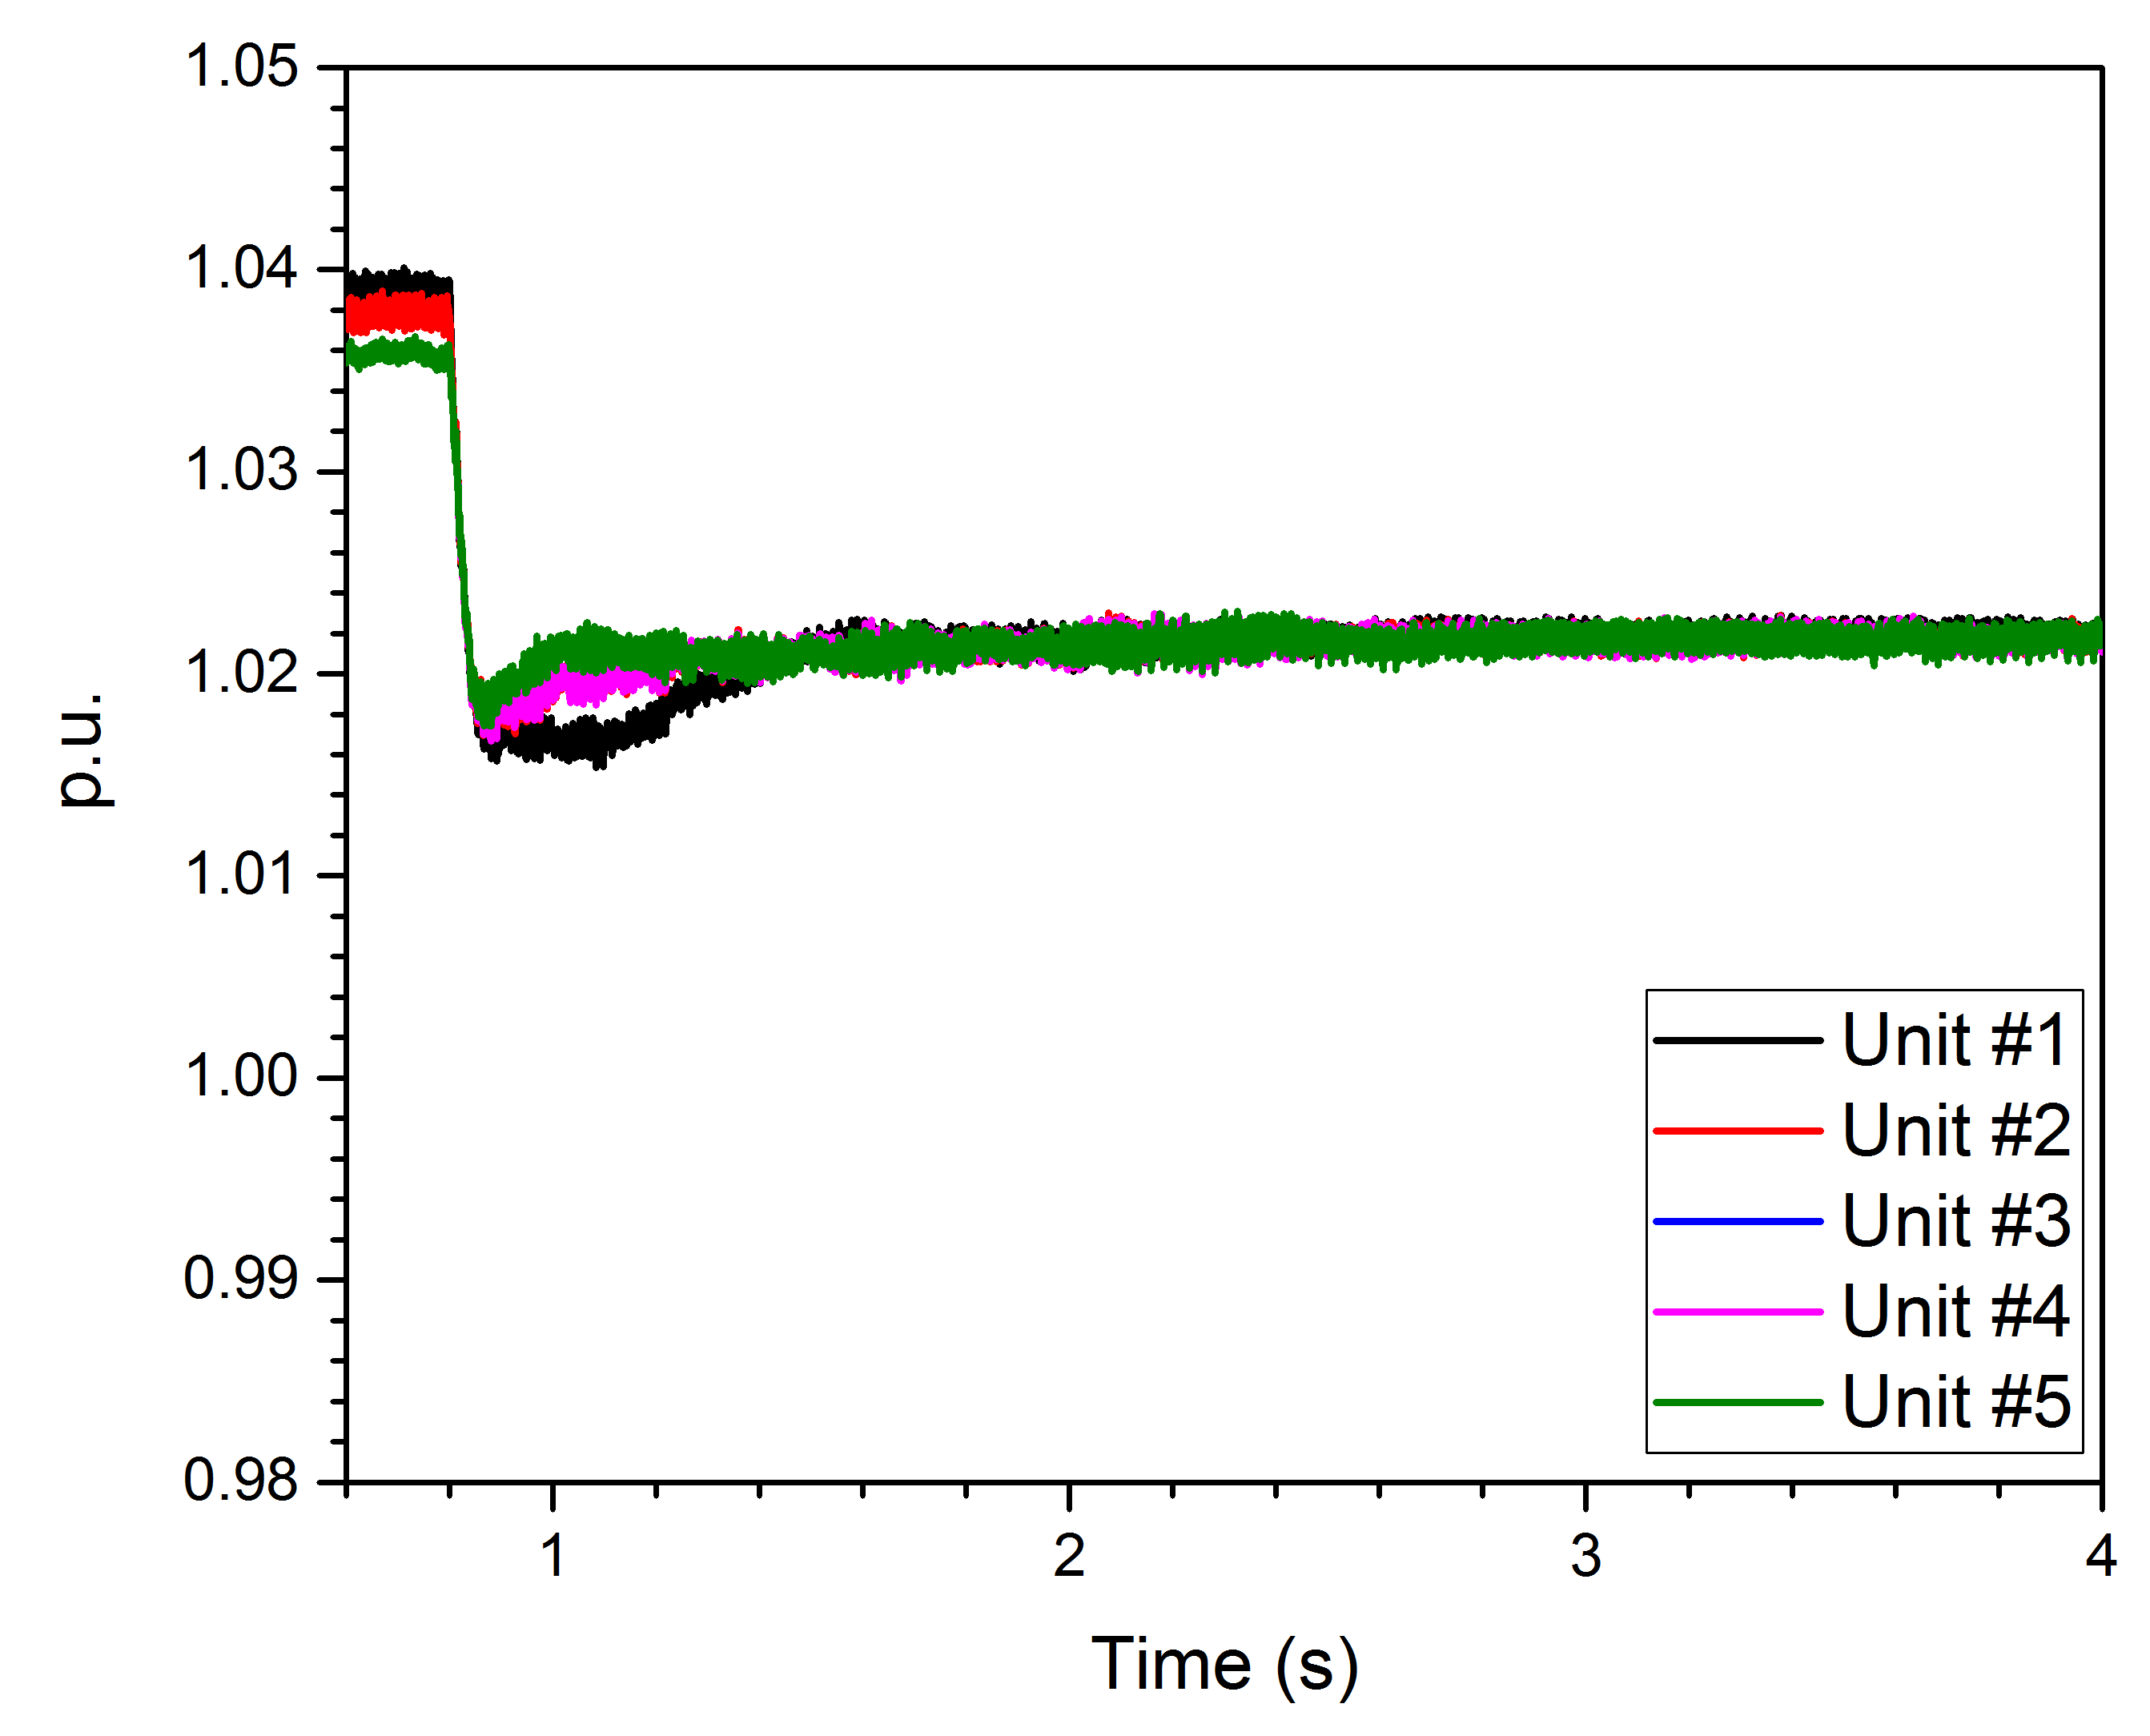 1.05
1.04
1.03
1.02
1.01
1.00
0.99
0.98
p.u.
1 2 3 4
Time (s)
Unit #1
Unit #2
Unit #3
Unit #4
Unit #5